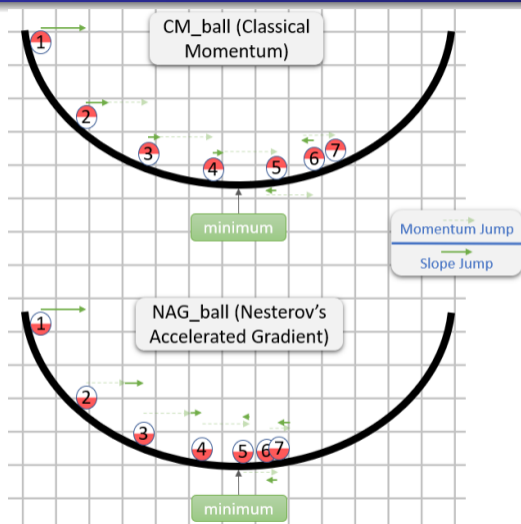 CM_ball (Classical
Momentum)
1
2
3
4
5
6
7
minimum
Momentum Jump
Slope Jump
NAG_ball (Nesterov's
Accelerated Gradient)
1
2
3
4
5
6
7
minimum